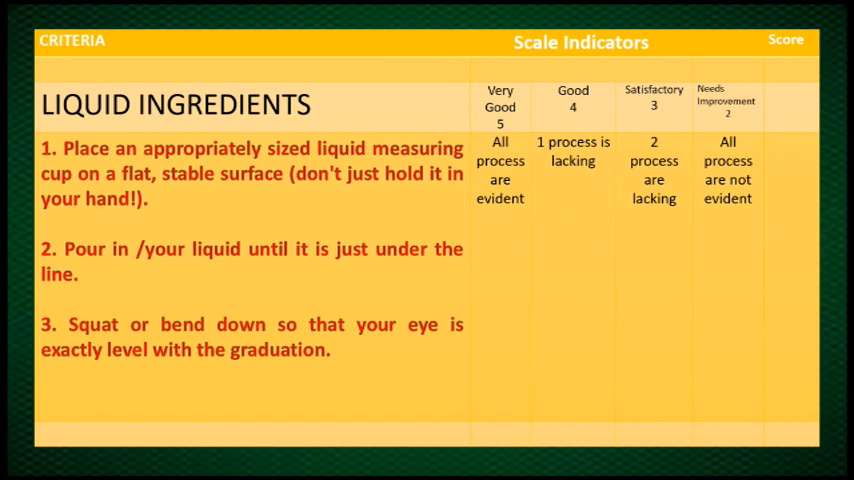 CRITERIA
Scale Indicators
Score
LIQUID INGREDIENTS
Very
Good
5
Good
4
Satisfactory
3
Needs
Improvement
2
1. Place an appropriately sized liquid measuring
cup on a flat, stable surface (don't just hold it in
your hand!).
2. Pour in /your liquid until it is just under the
line.
3. Squat or bend down so that your eye is
exactly level with the graduation.
All
process
are
evident
1 process is
lacking
2
process
are
lacking
All
process
are not
evident